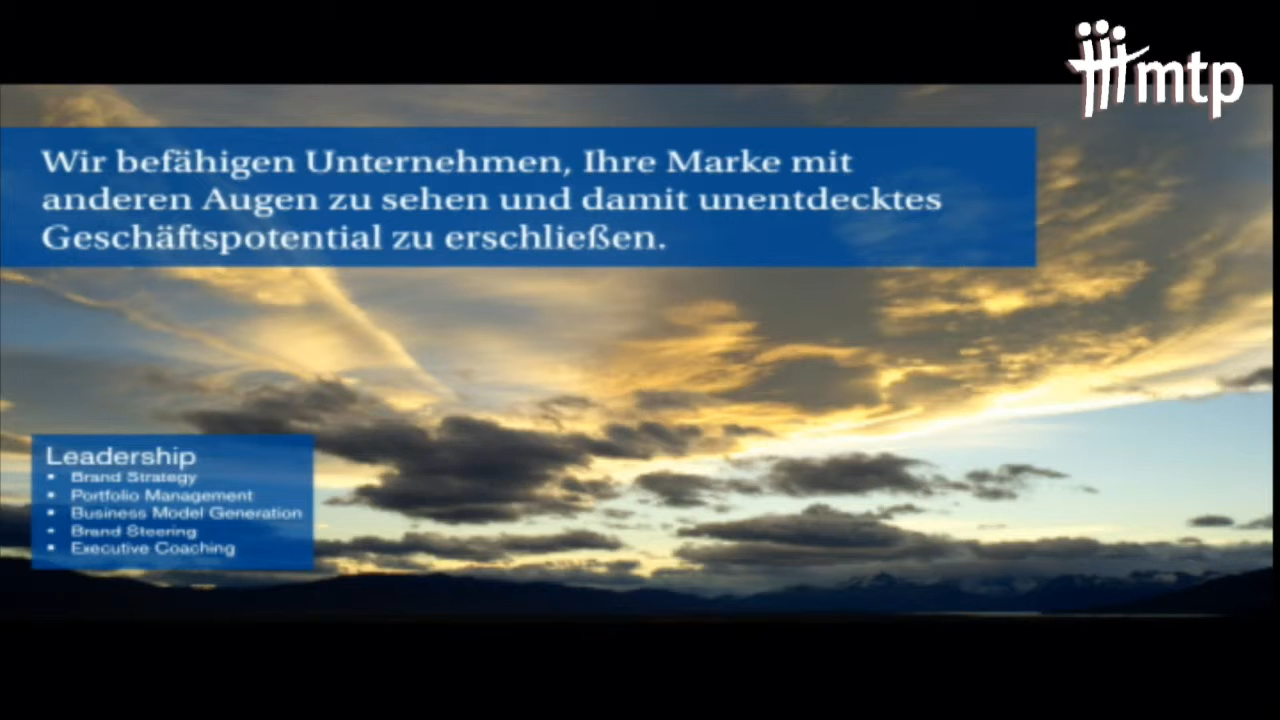 mtp
Wir befähigen Unternehmen, Ihre Marke mit
anderen Augen zu sehen und damit unentdecktes
Geschäftspotential zu erschließen.
Leadership
• Brand Strategy
• Portfolio Management
• Business Model Generation
• Brand Steering
• Executive Coaching